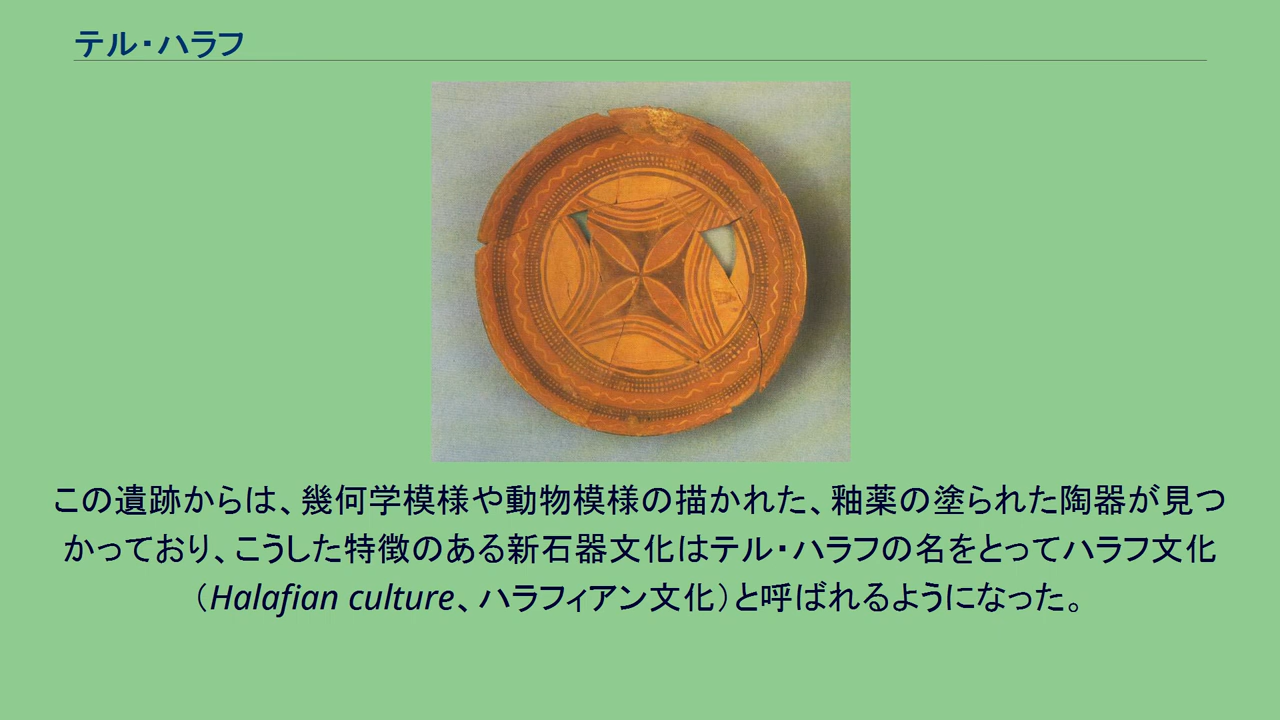 テル・ハラフ
この遺跡からは、幾何学模様や動物模様の描かれた、釉薬の塗られた陶器が見つ
かっており、こうした特徴のある新石器文化はテル・ハラフの名をとってハラフ文化
（Halafian culture、ハラフィアン文化）と呼ばれるようになった。